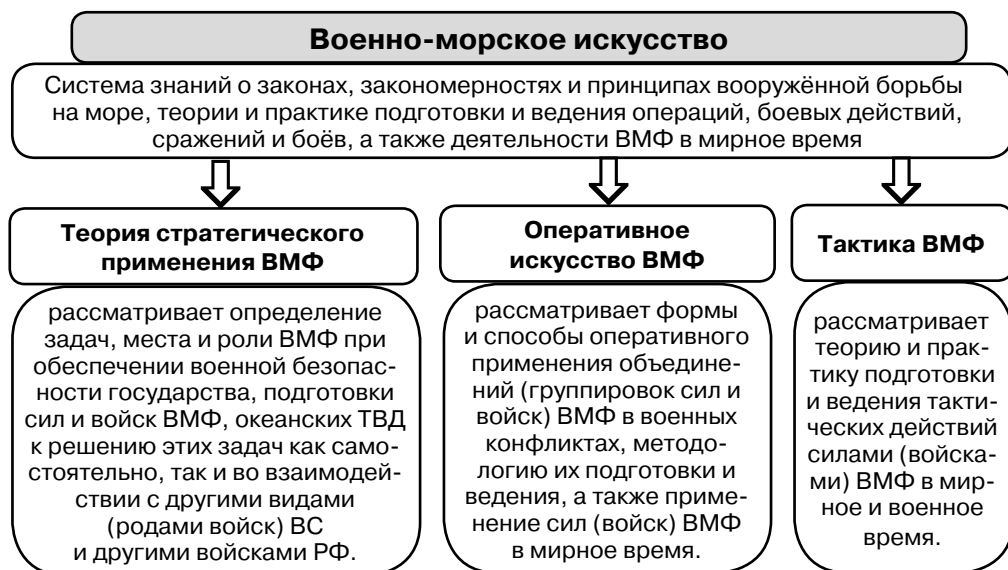 Военно-морское искусство
Система знаний о законах, закономерностях и принципах вооружённой борьбы
на море, теории и практике подготовки и ведения операций, боевых действий,
сражений и боёв, а также деятельности ВМФ в мирное время
Теория стратегического
применения ВМФ
рассматривает определение
задач, места и роли ВМФ при
обеспечении военной безопас-
ности государства, подготовки
сил и войск ВМФ, океанских ТВД
к решению этих задач как само-
стоятельно, так и во взаимодей-
ствии с другими видами
(родами войск) ВС
и другими войсками РФ.
Оперативное
искусство ВМФ
рассматривает формы
и способы оперативного
применения объедине-
ний (группировок сил и
войск) ВМФ в военных
конфликтах, методо-
логию их подготовки и
ведения, а также приме-
нение сил (войск) ВМФ
в мирное время.
Тактика ВМФ
рассматривает
теорию и прак-
тику подготовки
и ведения такти-
ческих действий
силами (войска-
ми) ВМФ в мир-
ное и военное
время.